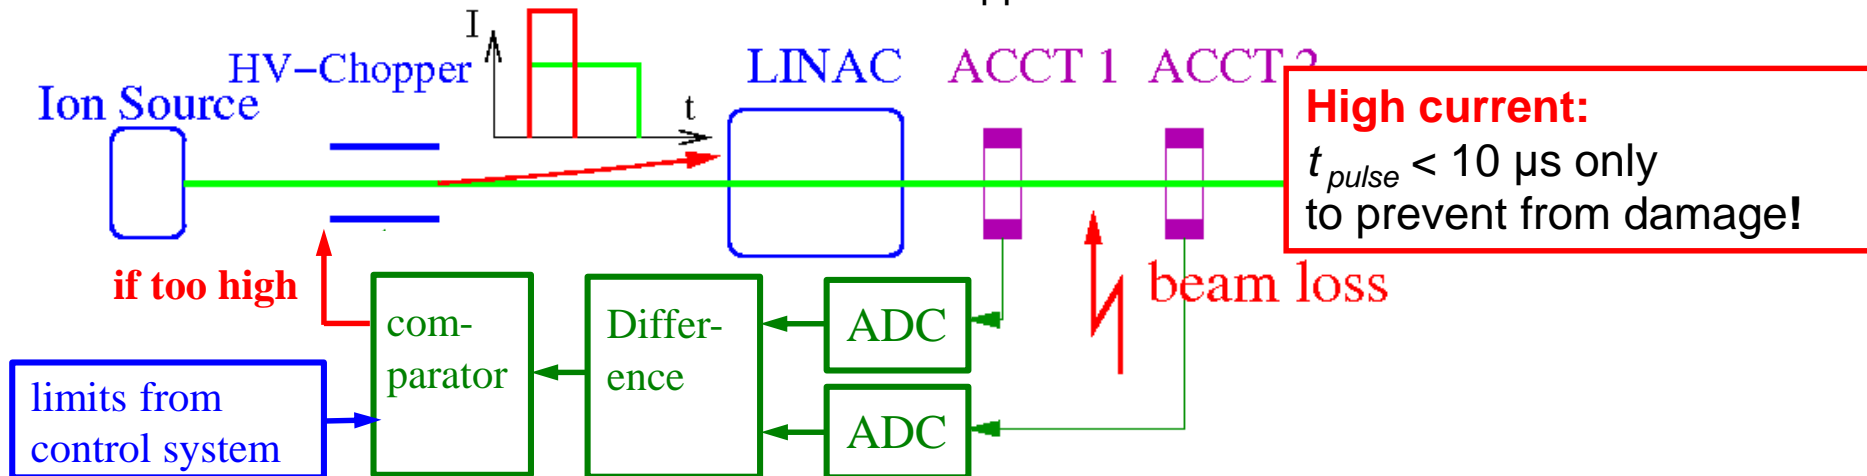 I
HV-Chopper
LINAC
ACCT 1
ACCT
Ion Source
t
High current:
t pulse < 10 µs only
to prevent from damage!
if too high
beam loss
com-
parator
Differ-
ence
ADC
ADC
limits from
control system